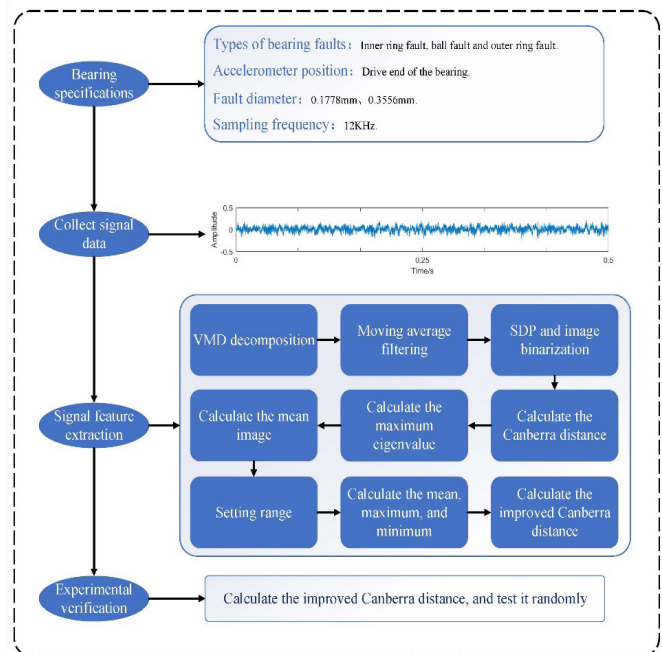 Bearing
specifications
Types of bearing faults：Inner ring fault, ball fault and outer ring fault.
Accelerometer position：Drive end of the bearing.
Fault diameter：0.1778mm、0.3556mm.
Sampling frequency：12KHz.
Collect signal
data
Amplitude
0.5
0
-0.5
0
0.25
0.5
Time/s
Signal feature
extraction
VMD decomposition
Moving average
filtering
SDP and image
binarization
Calculate the mean
image
Calculate the
maximum
eigenvalue
Calculate the
Canberra distance
Setting range
Calculate the mean,
maximum, and
minimum
Calculate the
improved Canberra
distance
Experimental
verification
Calculate the improved Canberra distance, and test it randomly